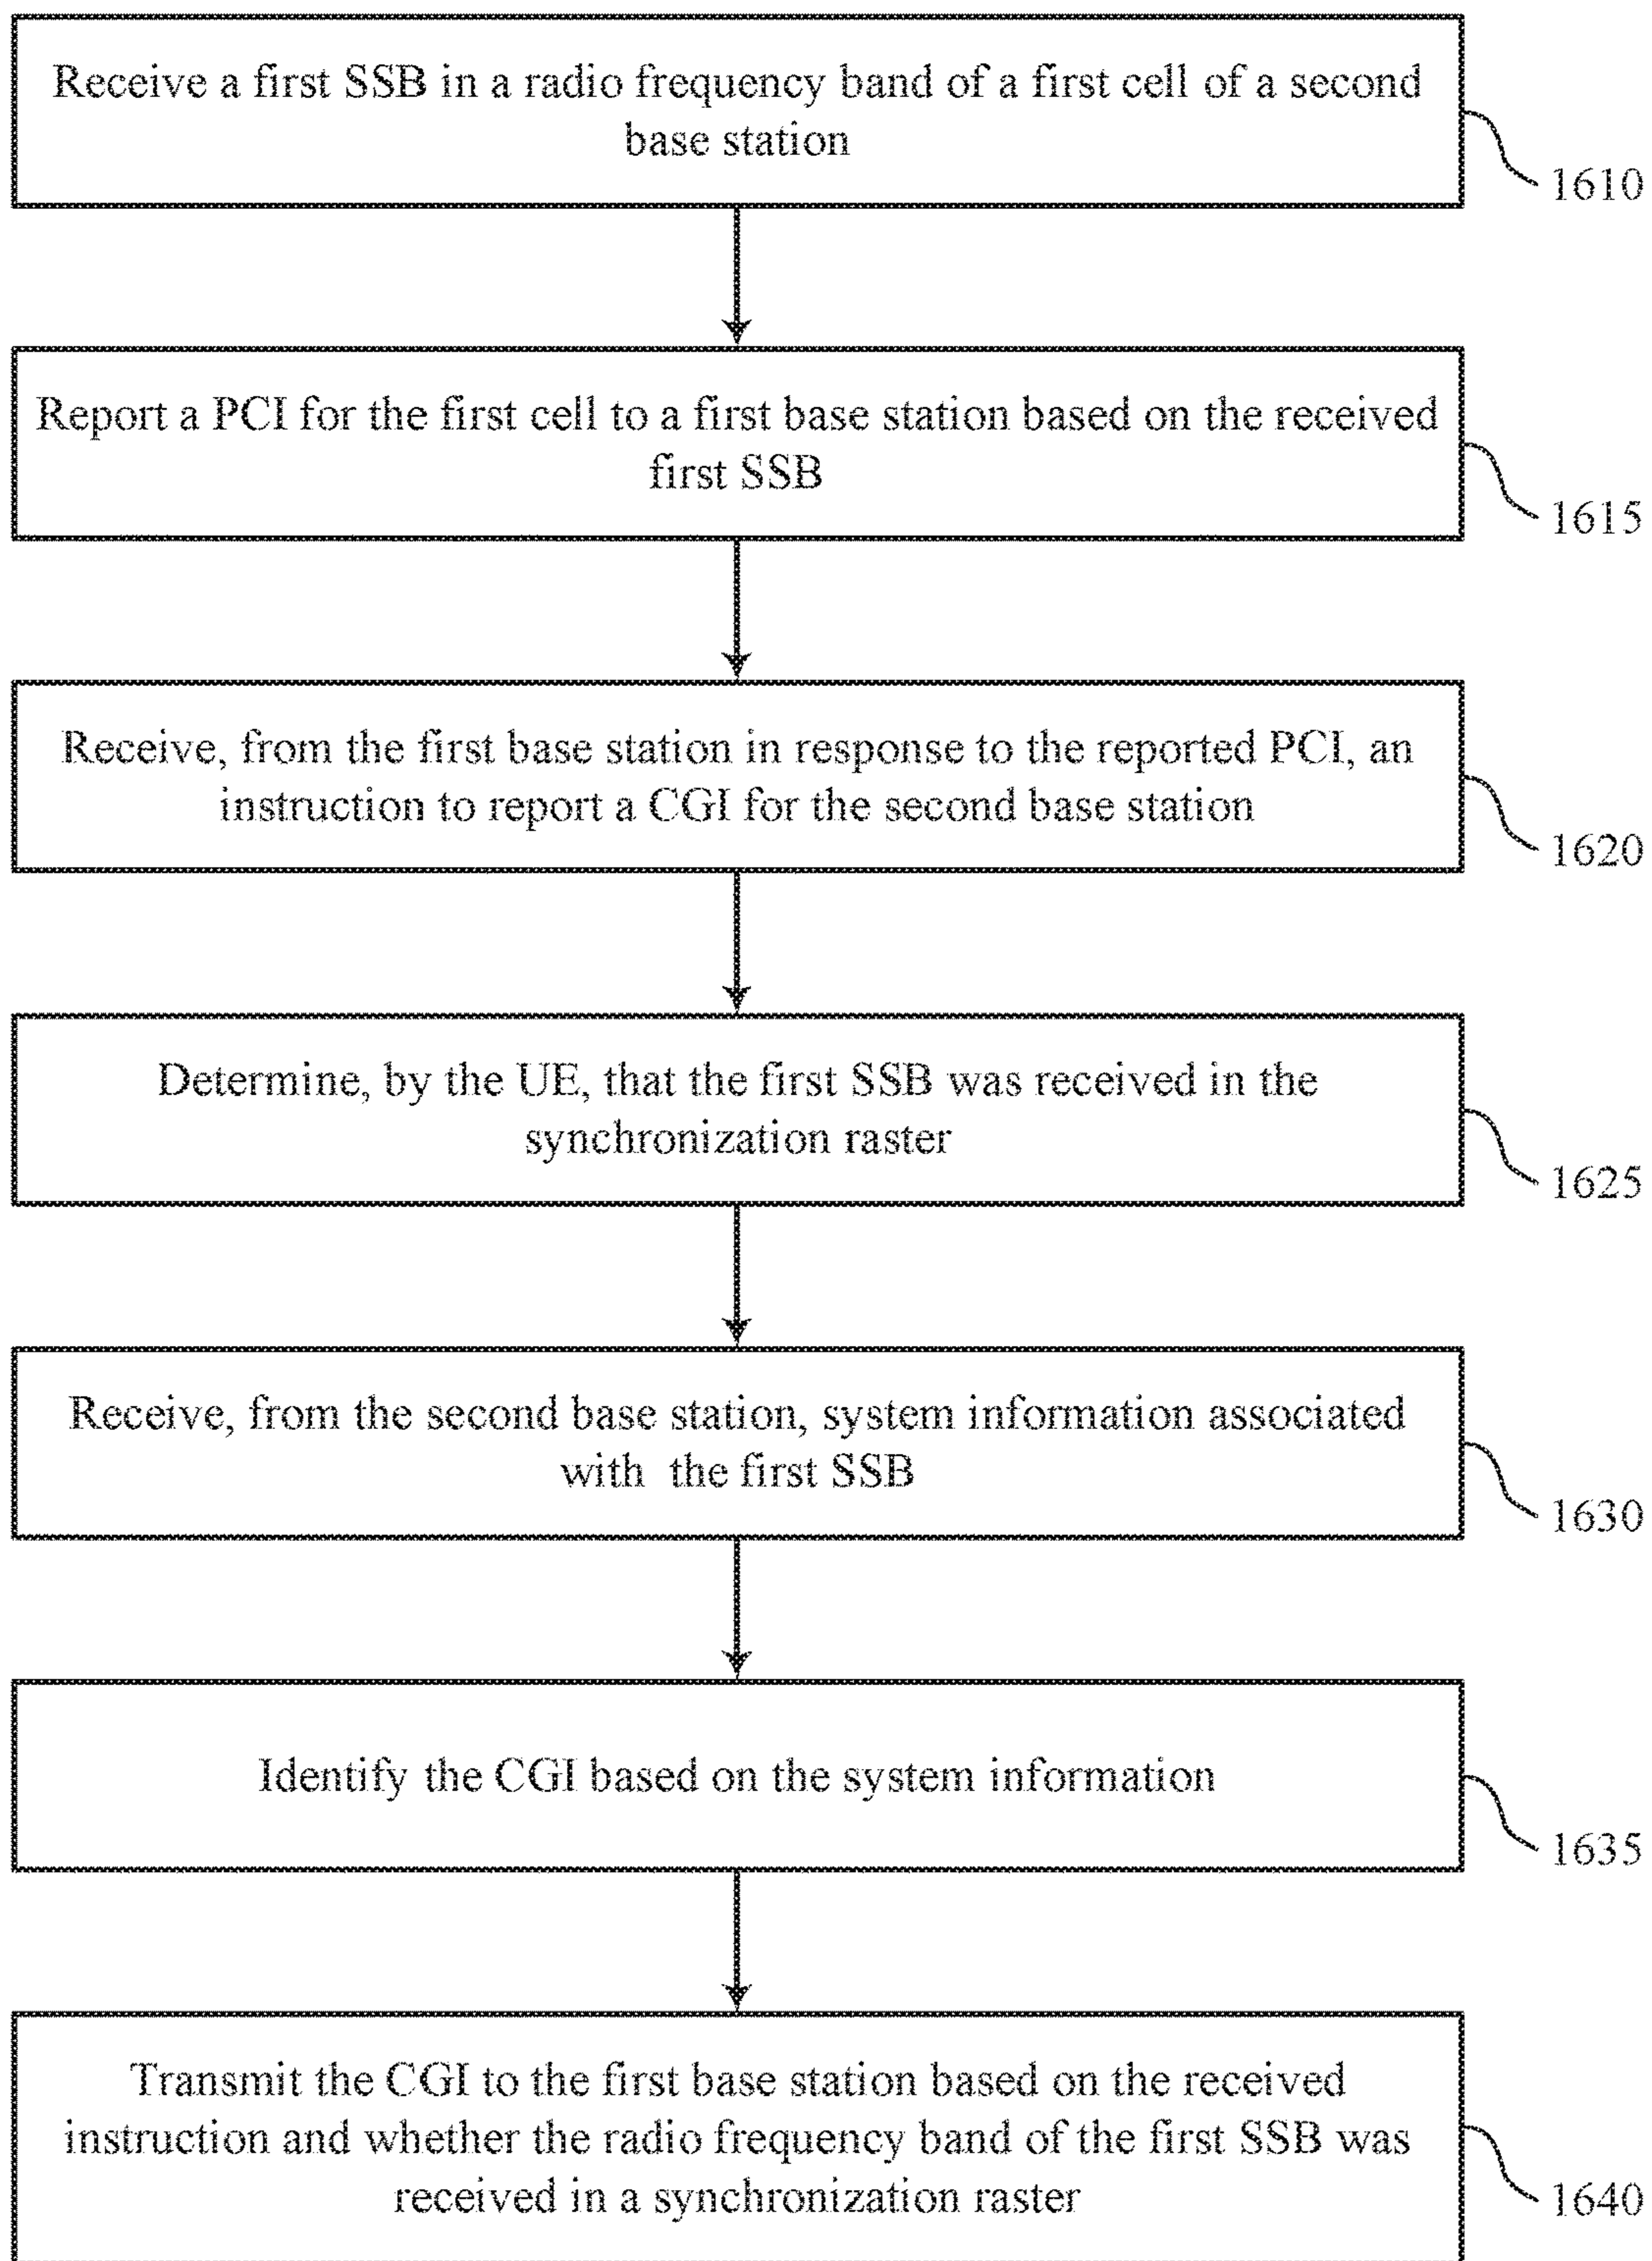 Receive a first SSB in a radio frequency band of a first cell of a second
base station
1610
Report a PCI for the first cell to a first base station based on the received
first SSB
1615
Receive, from the first base station in response to the reported PCI, an
instruction to report a CGI for the second base station
1620
Determine, by the UE, that the first SSB was received in the
synchronization raster
1625
Receive, from the second base station, system information associated
with the first SSB
1630
Identify the CGI based on the system information
1635
Transmit the CGI to the first base station based on the received
instruction and whether the radio frequency band of the first SSB was
received in a synchronization raster
1640